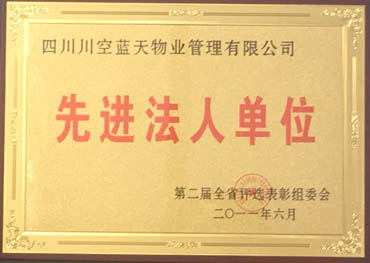 四川川空蓝天物业管理有限公司
先进法人单位
第二届全省评选表彰组委会
二〇一一年六月